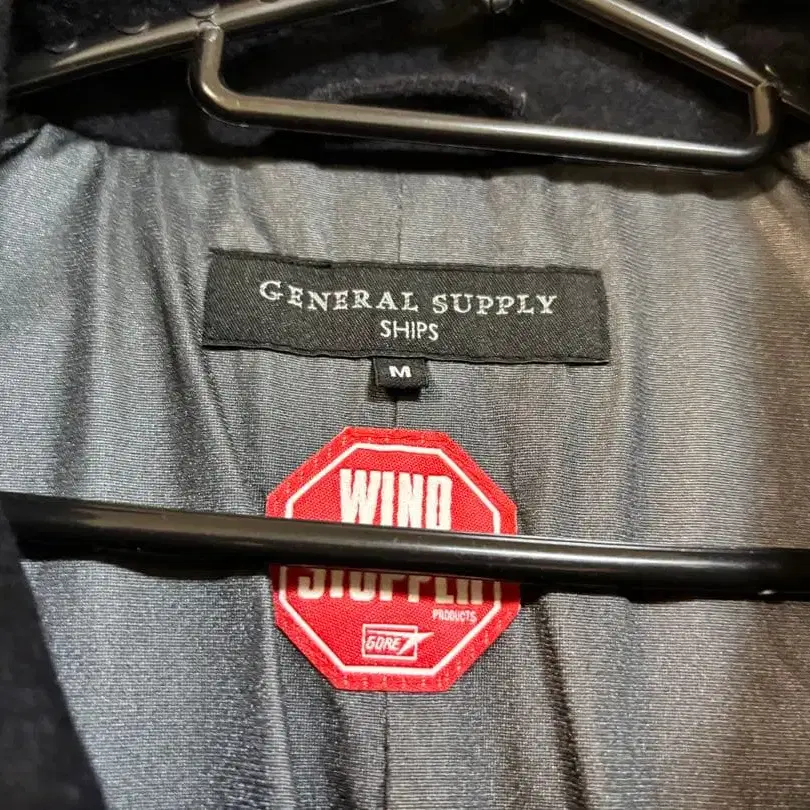 GENERAL SUPPLY
SHIPS
M
WIND
STOPPER
PRODUCTS
GORE